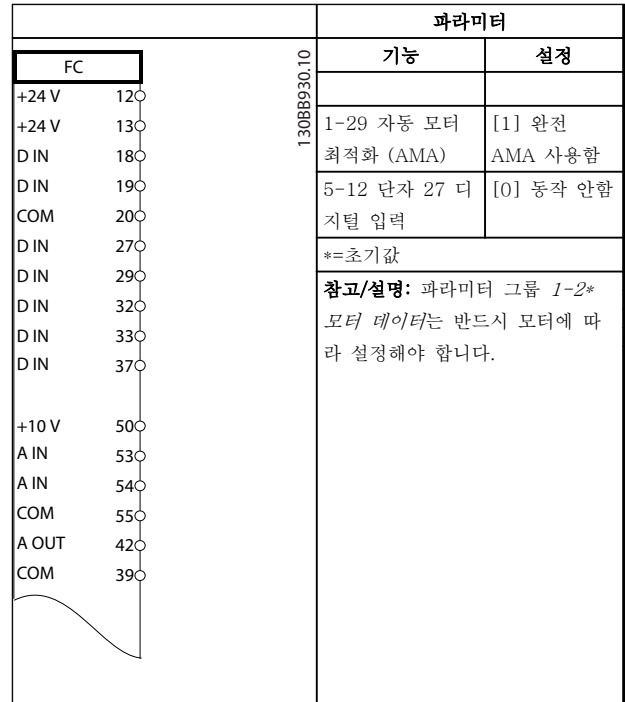 FC
+24 V 12
+24 V 13
D IN 18
D IN 19
COM 20
D IN 27
D IN 29
D IN 32
D IN 33
D IN 37
+10 V 50
A IN 53
A IN 54
COM 55
A OUT 42
COM 39
130BB930.10
파라미터
기능 설정
1-29 자동 모터 [1] 완전
최적화 (AMA) AMA 사용함
5-12 단자 27 디 [0] 동작 안함
지털 입력
*=초기값
참고/설명: 파라미터 그룹 1-2*
모터 데이터는 반드시 모터에 따
라 설정해야 합니다.